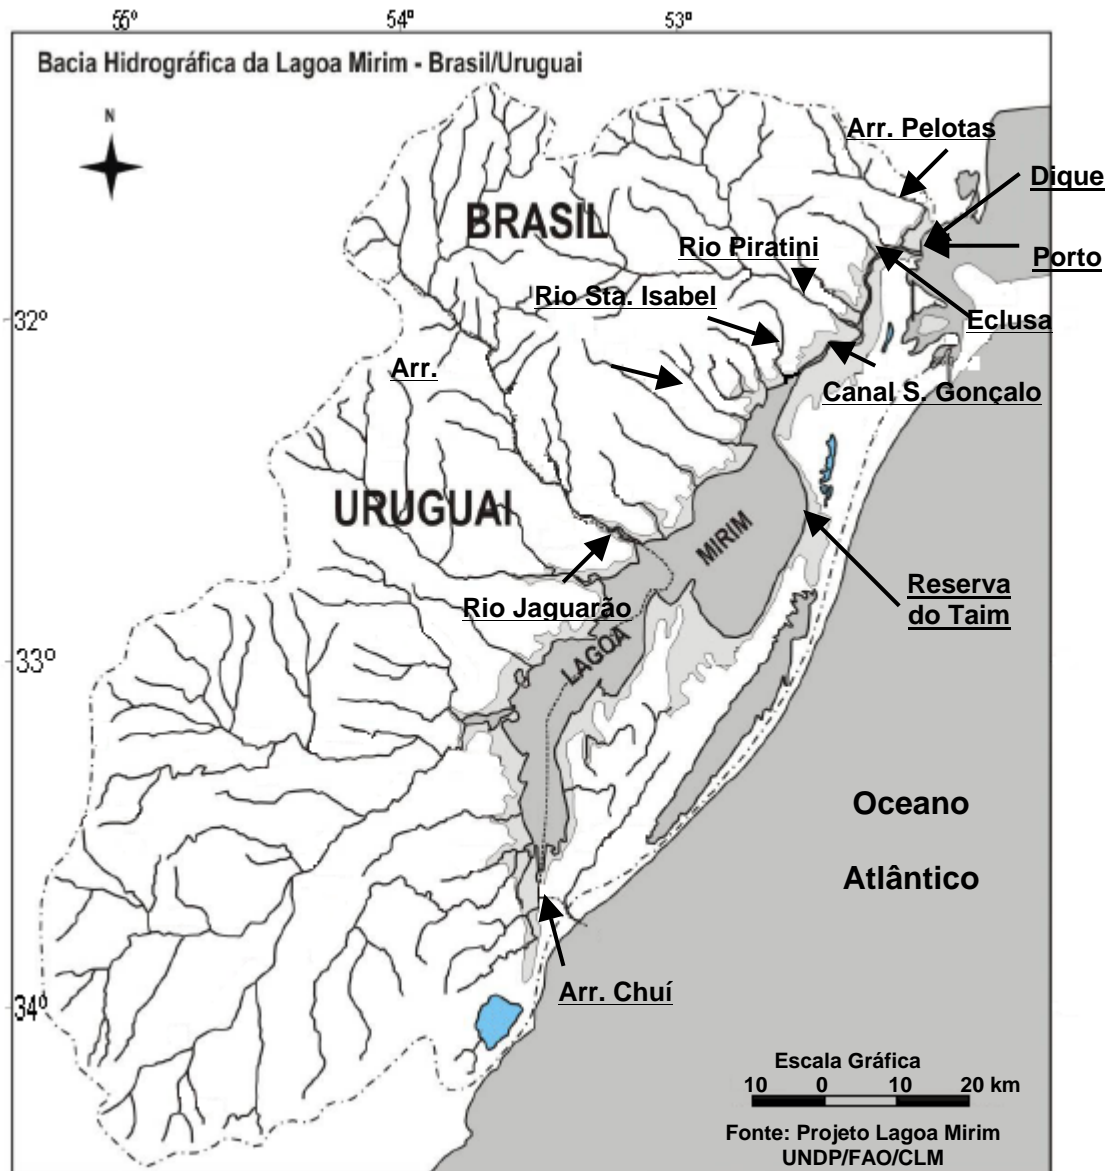 55º 54º 53º
Bacia Hidrográfica da Lagoa Mirim - Brasil/Uruguai
N
Arr. Pelotas
Dique
BRASIL
Rio Piratini
Porto
Rio Sta. Isabel
32º
Eclusa
Arr.
Canal S. Gonçalo
URUGUAI
MIRIM
Reserva
do Taim
Rio Jaguarão
LAGOA
33º
Oceano
Atlântico
Arr. Chuí
34º
Escala Gráfica
10 0 10 20 km
Fonte: Projeto Lagoa Mirim
UNDP/FAO/CLM